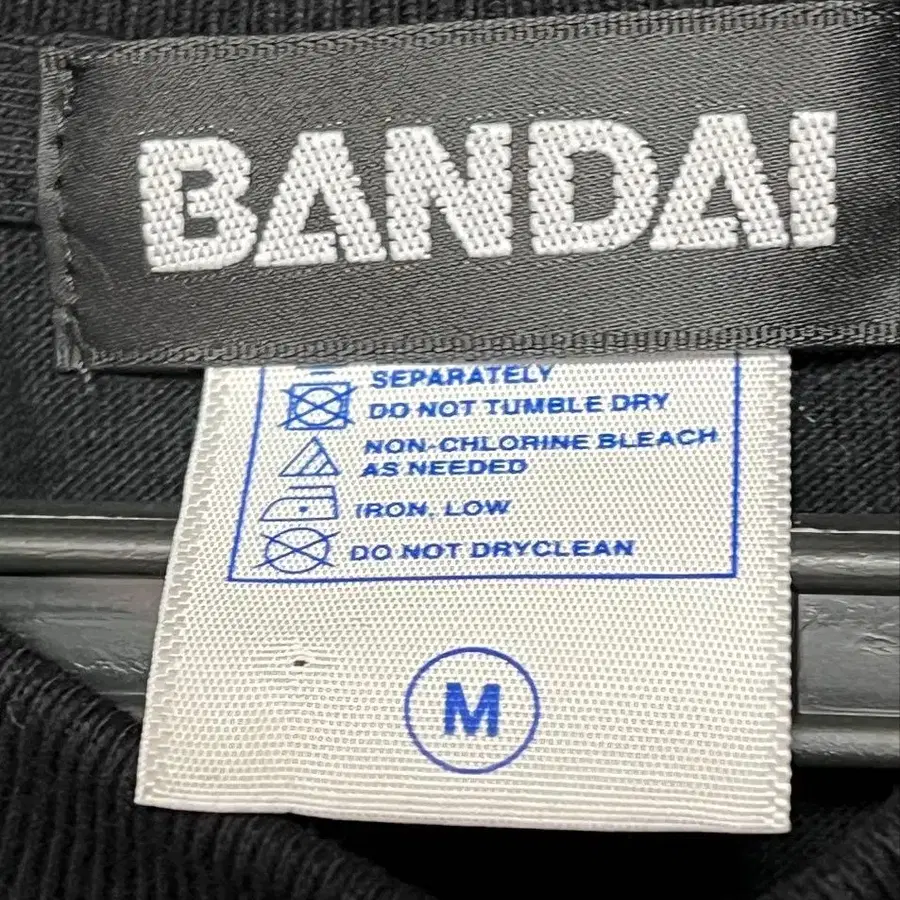 BANDAI
SEPARATELY
DO NOT TUMBLE DRY
NON-CHLORINE BLEACH
AS NEEDED
IRON, LOW
DO NOT DRYCLEAN
M